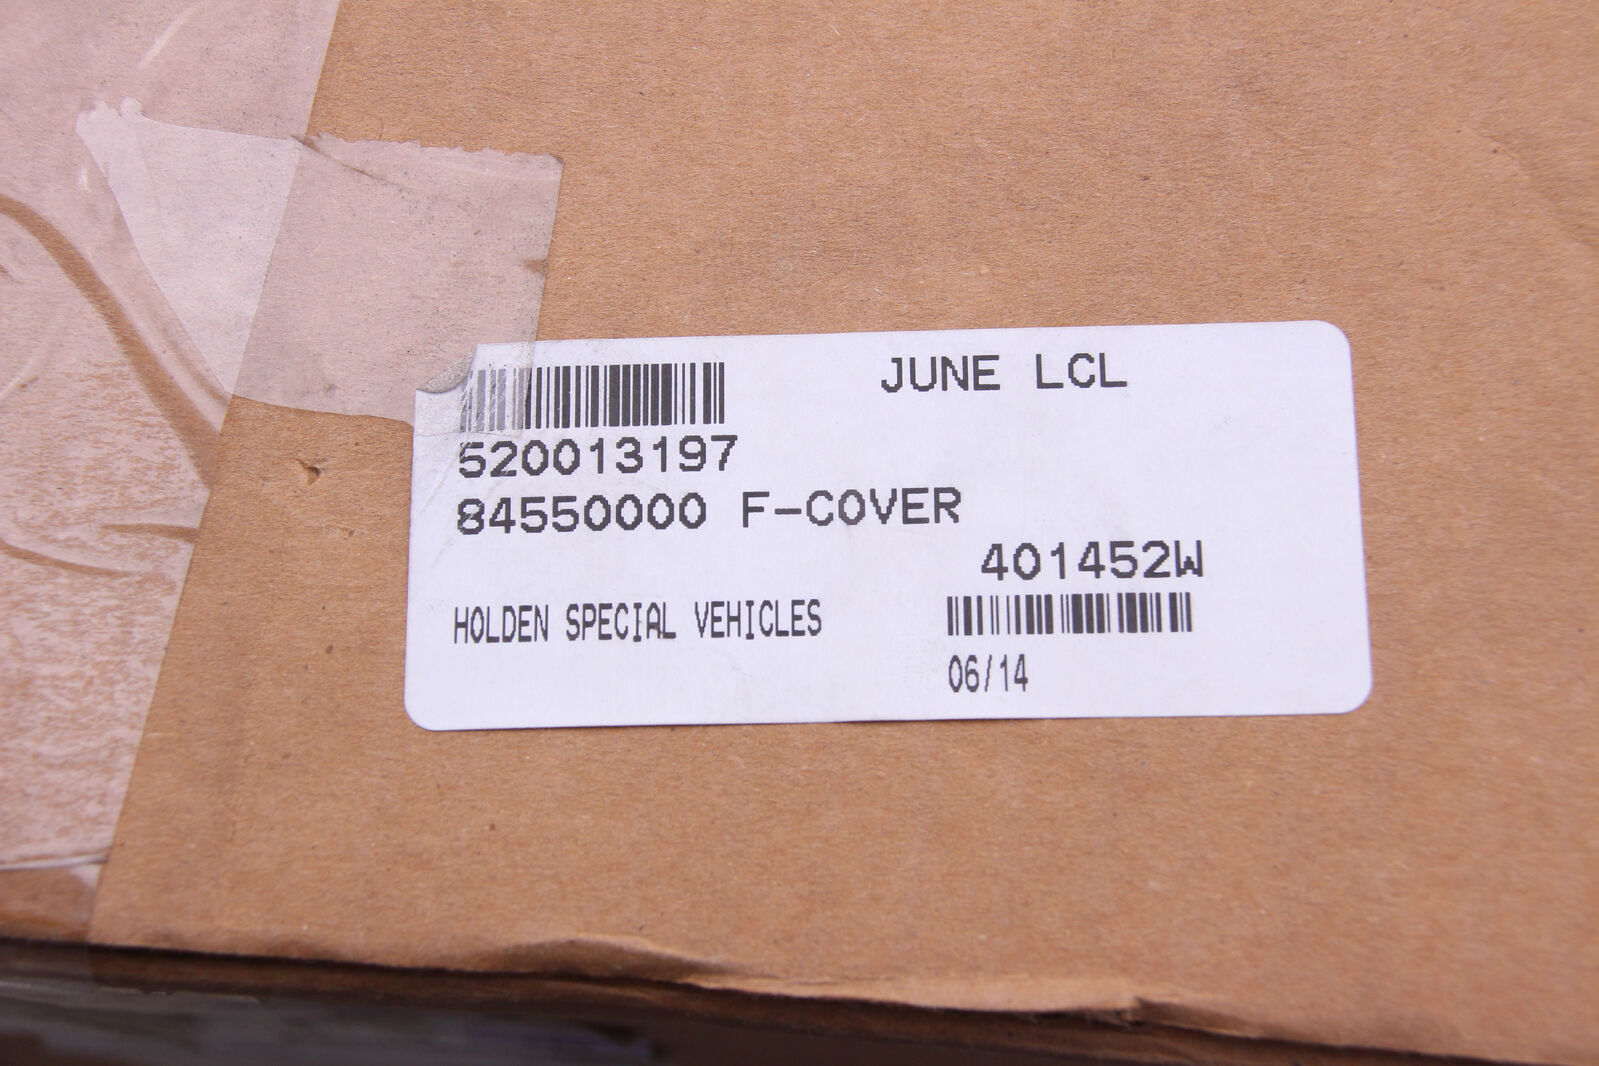 JUNE LCL
520013197
84550000 F-COVER
401452W
HOLDEN SPECIAL VEHICLES
06/14